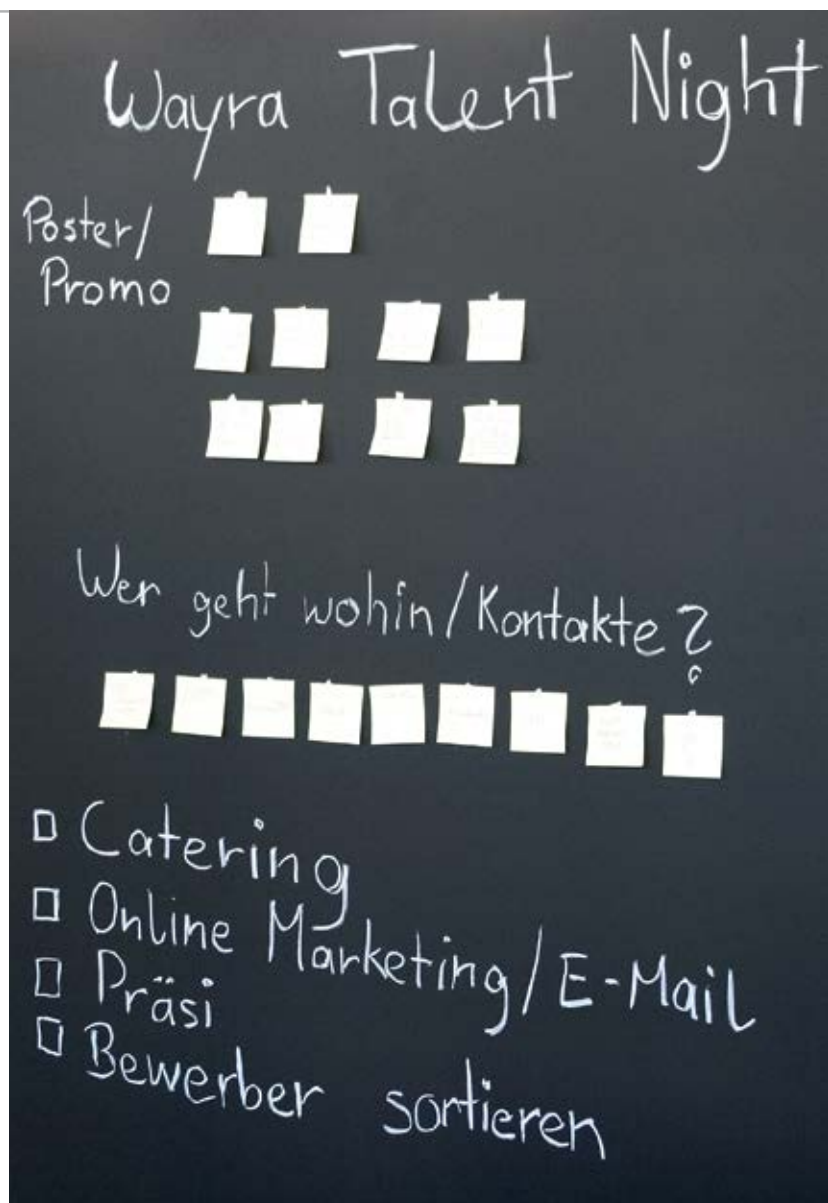 Wayra Talent Night
Poster/
Promo
Wer geht wohin/Kontakte?
Catering
Online Marketing/E-Mail
Präsi
Bewerber sortieren